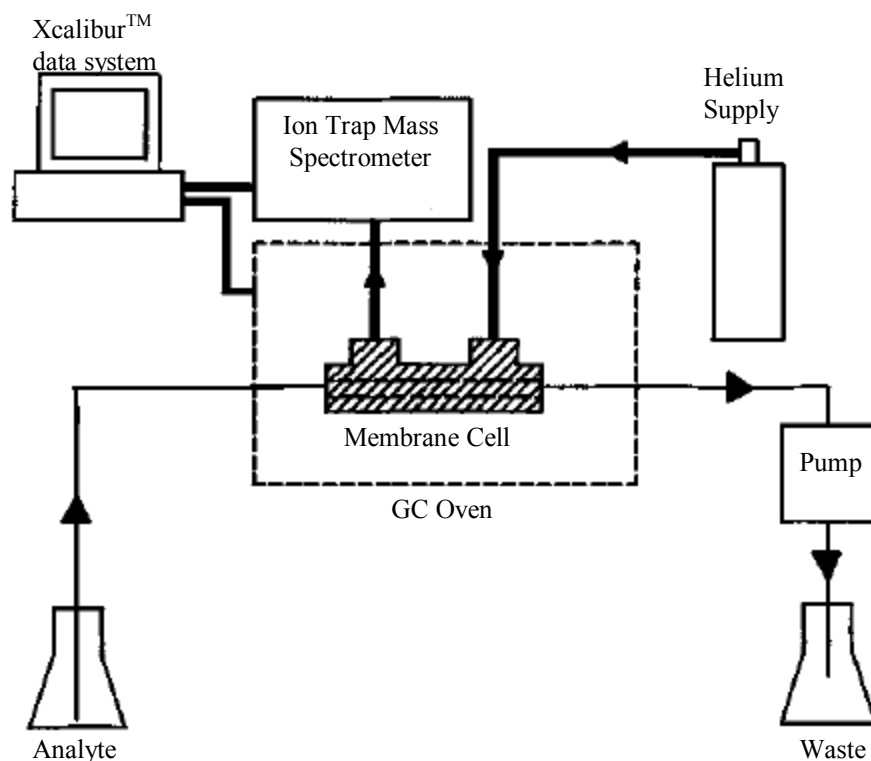 Xcalibur™
data system
Helium
Supply
Ion Trap Mass
Spectrometer
Membrane Cell
Pump
GC Oven
Analyte
Waste